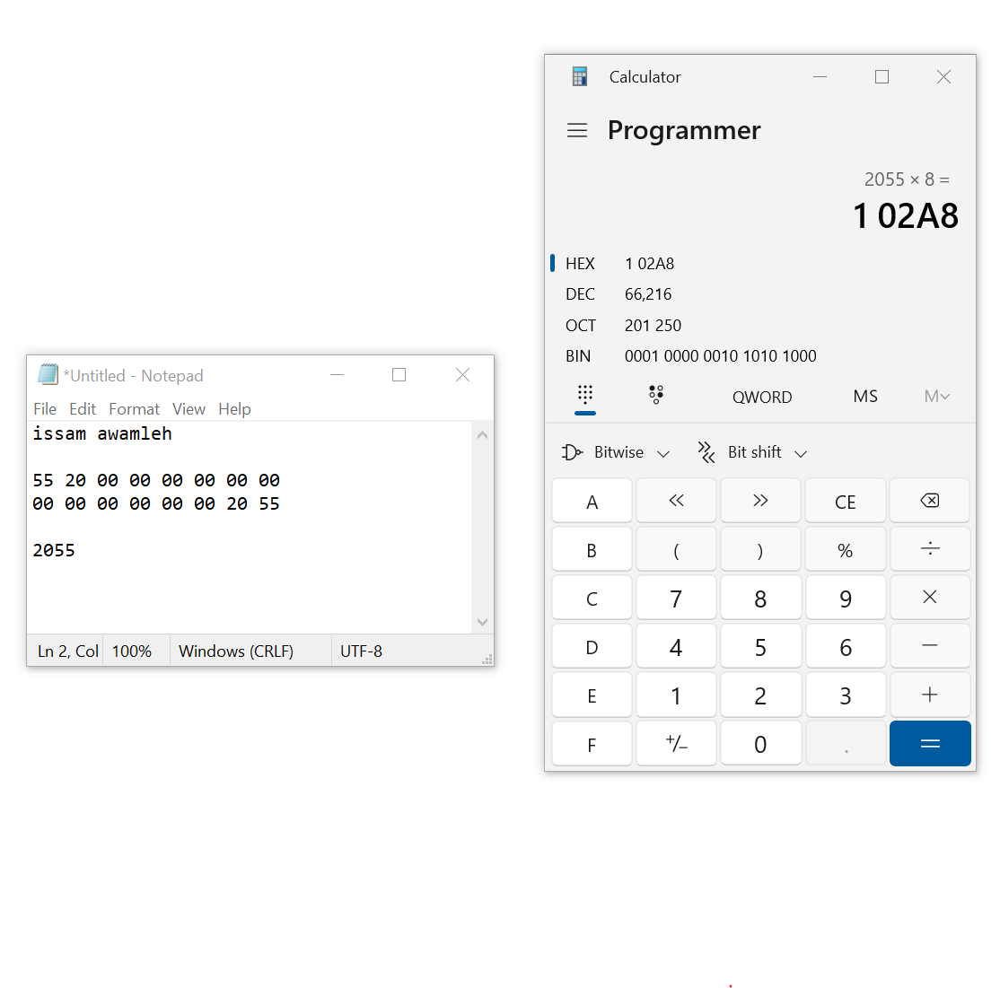 *Untitled - Notepad
File Edit Format View Help
issam awamleh
55 20 00 00 00 00 00 00
00 00 00 00 00 00 20 55
2055
Ln 2, Col 100% Windows (CRLF) UTF-8
Calculator
Programmer
2055 × 8 =
1 02A8
HEX 1 02A8
DEC 66,216
OCT 201 250
BIN 0001 0000 0010 1010 1000
QWORD MS M
Bitwise Bit shift
A << >> CE
B ( ) % ÷
C 7 8 9 ×
D 4 5 6 −
E 1 2 3 +
F +/− 0 . =